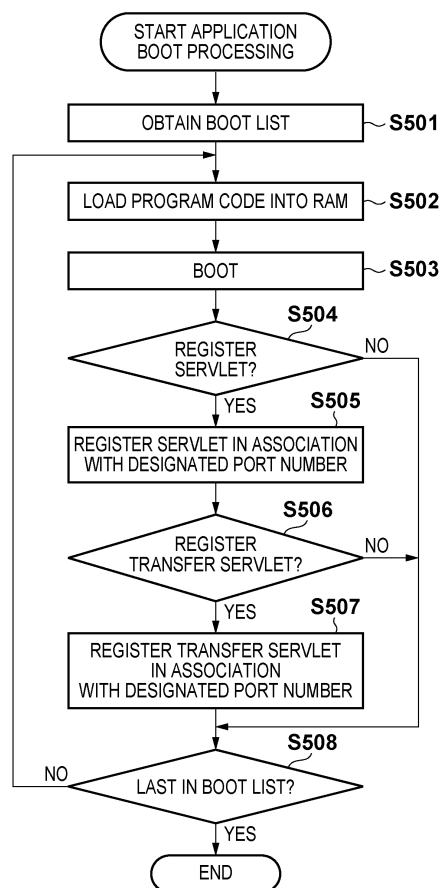 START APPLICATION
BOOT PROCESSING
OBTAIN BOOT LIST
S501
LOAD PROGRAM CODE INTO RAM
S502
BOOT
S503
S504
REGISTER
SERVLET?
NO
YES
S505
REGISTER SERVLET IN ASSOCIATION
WITH DESIGNATED PORT NUMBER
S506
REGISTER
TRANSFER SERVLET?
NO
YES
S507
REGISTER TRANSFER SERVLET
IN ASSOCIATION
WITH DESIGNATED PORT NUMBER
S508
NO
LAST IN BOOT LIST?
YES
END